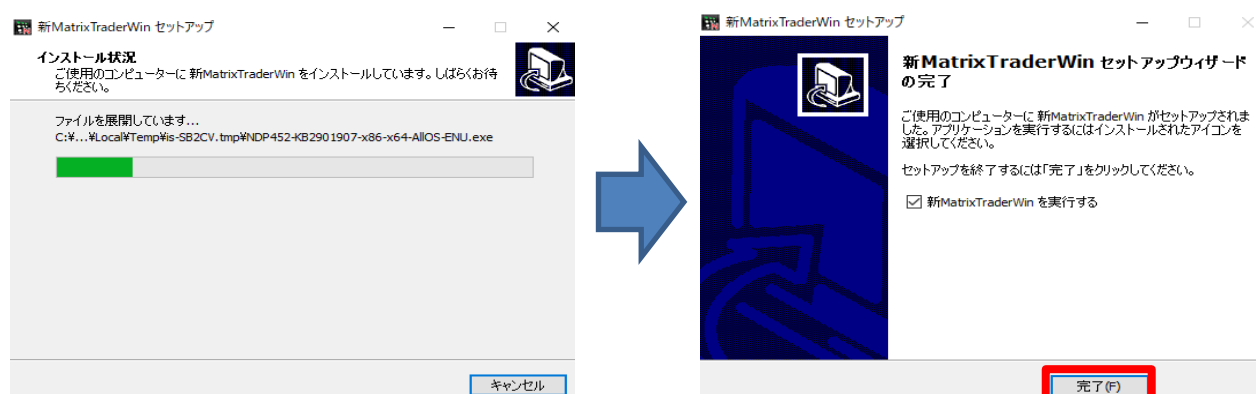 新MatrixTraderWin セットアップ
インストール状況
ご使用のコンピューターに 新MatrixTraderWin をインストールしています。しばらくお待
ちください。
ファイルを展開しています...
C:¥...¥Local¥Temp¥is-SB2CV.tmp¥NDP452-KB2901907-x86-x64-AllOS-ENU.exe
キャンセル
新MatrixTraderWin セットアップ
新MatrixTraderWin セットアップウィザード
の完了
ご使用のコンピューターに 新MatrixTraderWin がセットアップされま
した。アプリケーションを実行するにはインストールされたアイコンを
選択してください。
セットアップを終了するには「完了」をクリックしてください。
新MatrixTraderWin を実行する
完了(F)